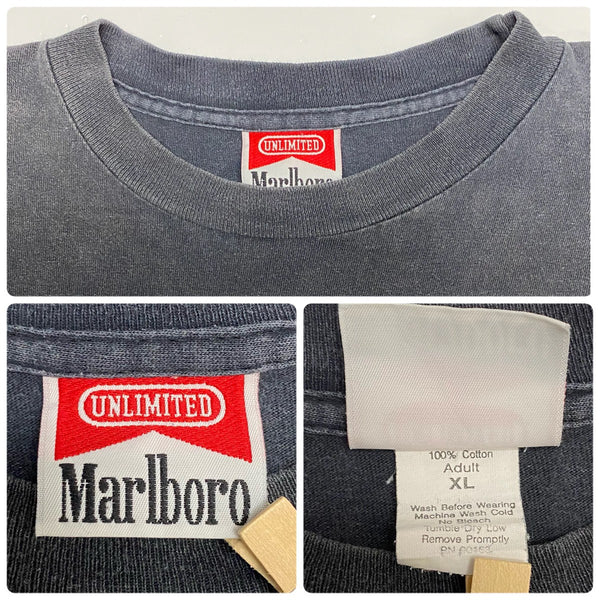 UNLIMITED
Marlboro
UNLIMITED
Marlboro
100% Cotton
Adult
XL
Wash Before Wearing
Machine Wash Cold
No Bleach
Tumble Dry Low
Remove Promptly